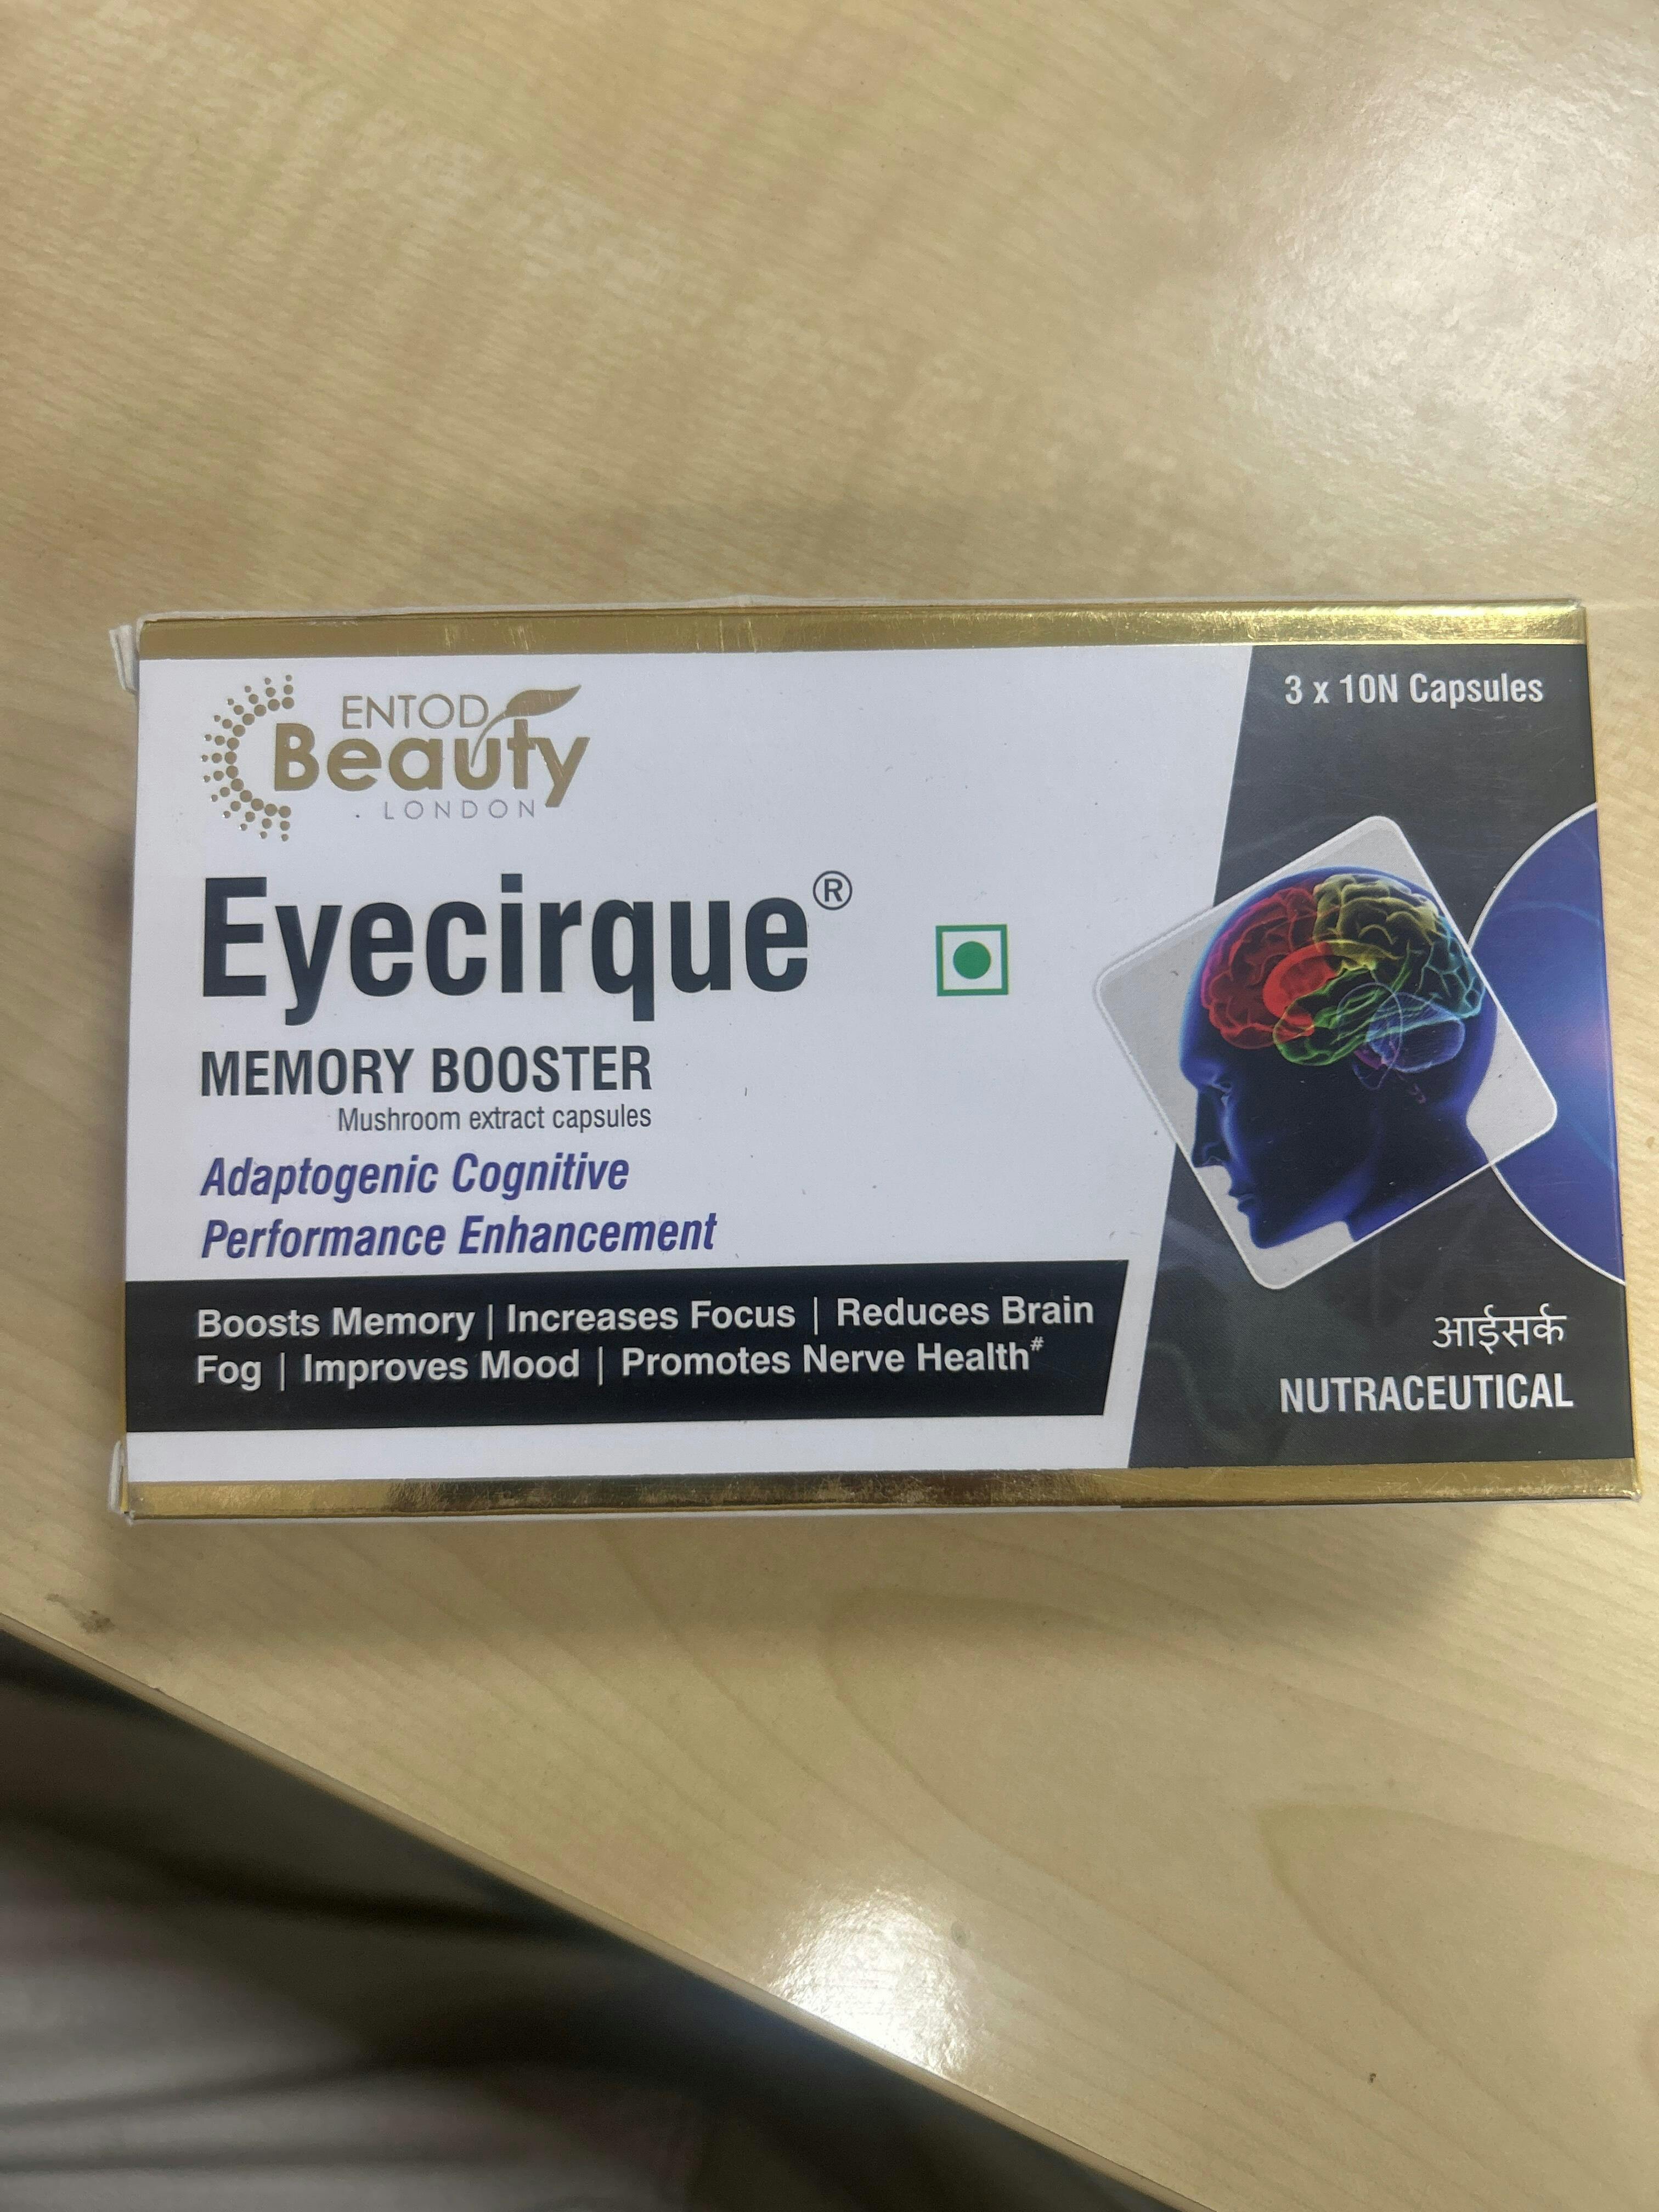 ENTOD
Beauty
LONDON
3 x 10N Capsules
Eyecirque®
MEMORY BOOSTER
Mushroom extract capsules
Adaptogenic Cognitive
Performance Enhancement
Boosts Memory | Increases Focus | Reduces Brain
Fog | Improves Mood | Promotes Nerve Health#
आईसर्क
NUTRACEUTICAL